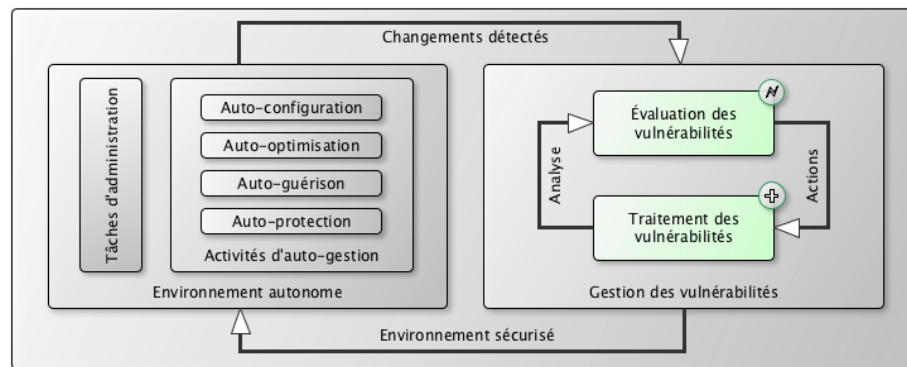 Changements détectés
Tâches d'administration
Auto-configuration
Auto-optimisation
Auto-guérison
Auto-protection
Activités d'auto-gestion
Environnement autonome
Évaluation des
vulnérabilités
Analyse
Actions
Traitement des
vulnérabilités
Gestion des vulnérabilités
Environnement sécurisé